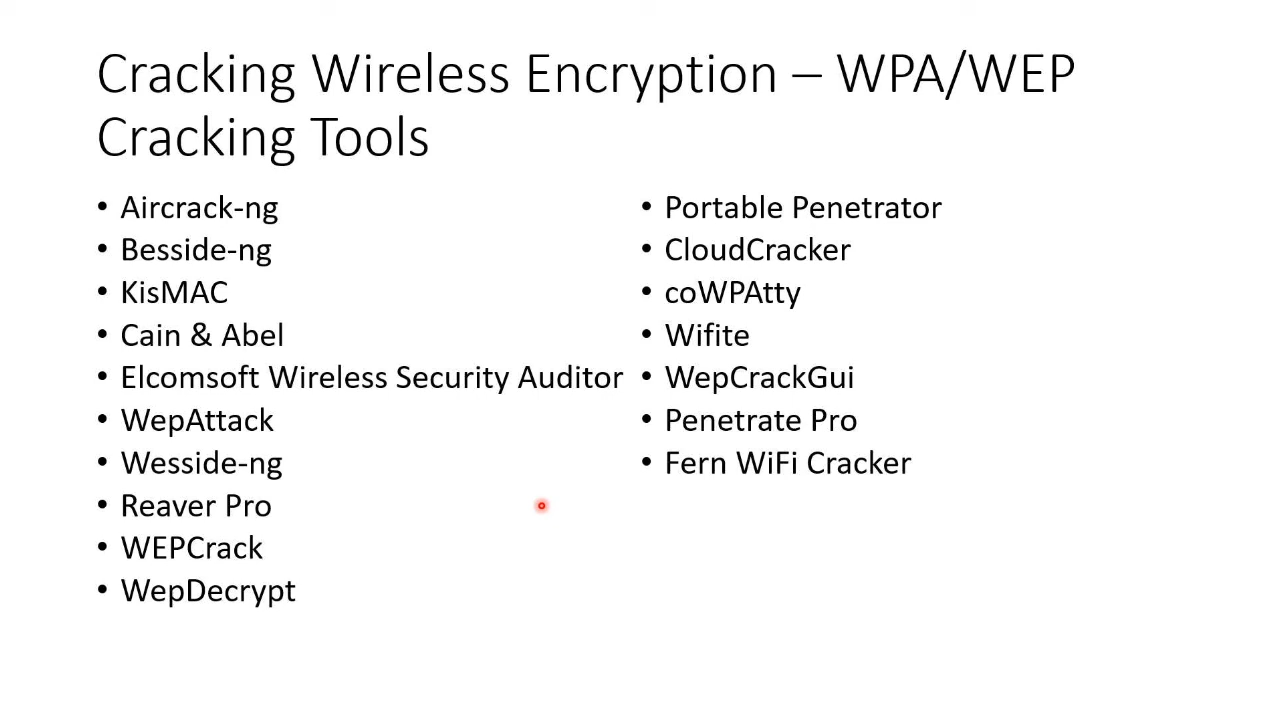 Cracking Wireless Encryption – WPA/WEP
Cracking Tools
• Aircrack-ng
• Besside-ng
• KisMAC
• Cain & Abel
• Elcomsoft Wireless Security Auditor
• WepAttack
• Wesside-ng
• Reaver Pro
• WEPCrack
• WepDecrypt
• Portable Penetrator
• CloudCracker
• coWPAtty
• Wifite
• WepCrackGui
• Penetrate Pro
• Fern WiFi Cracker